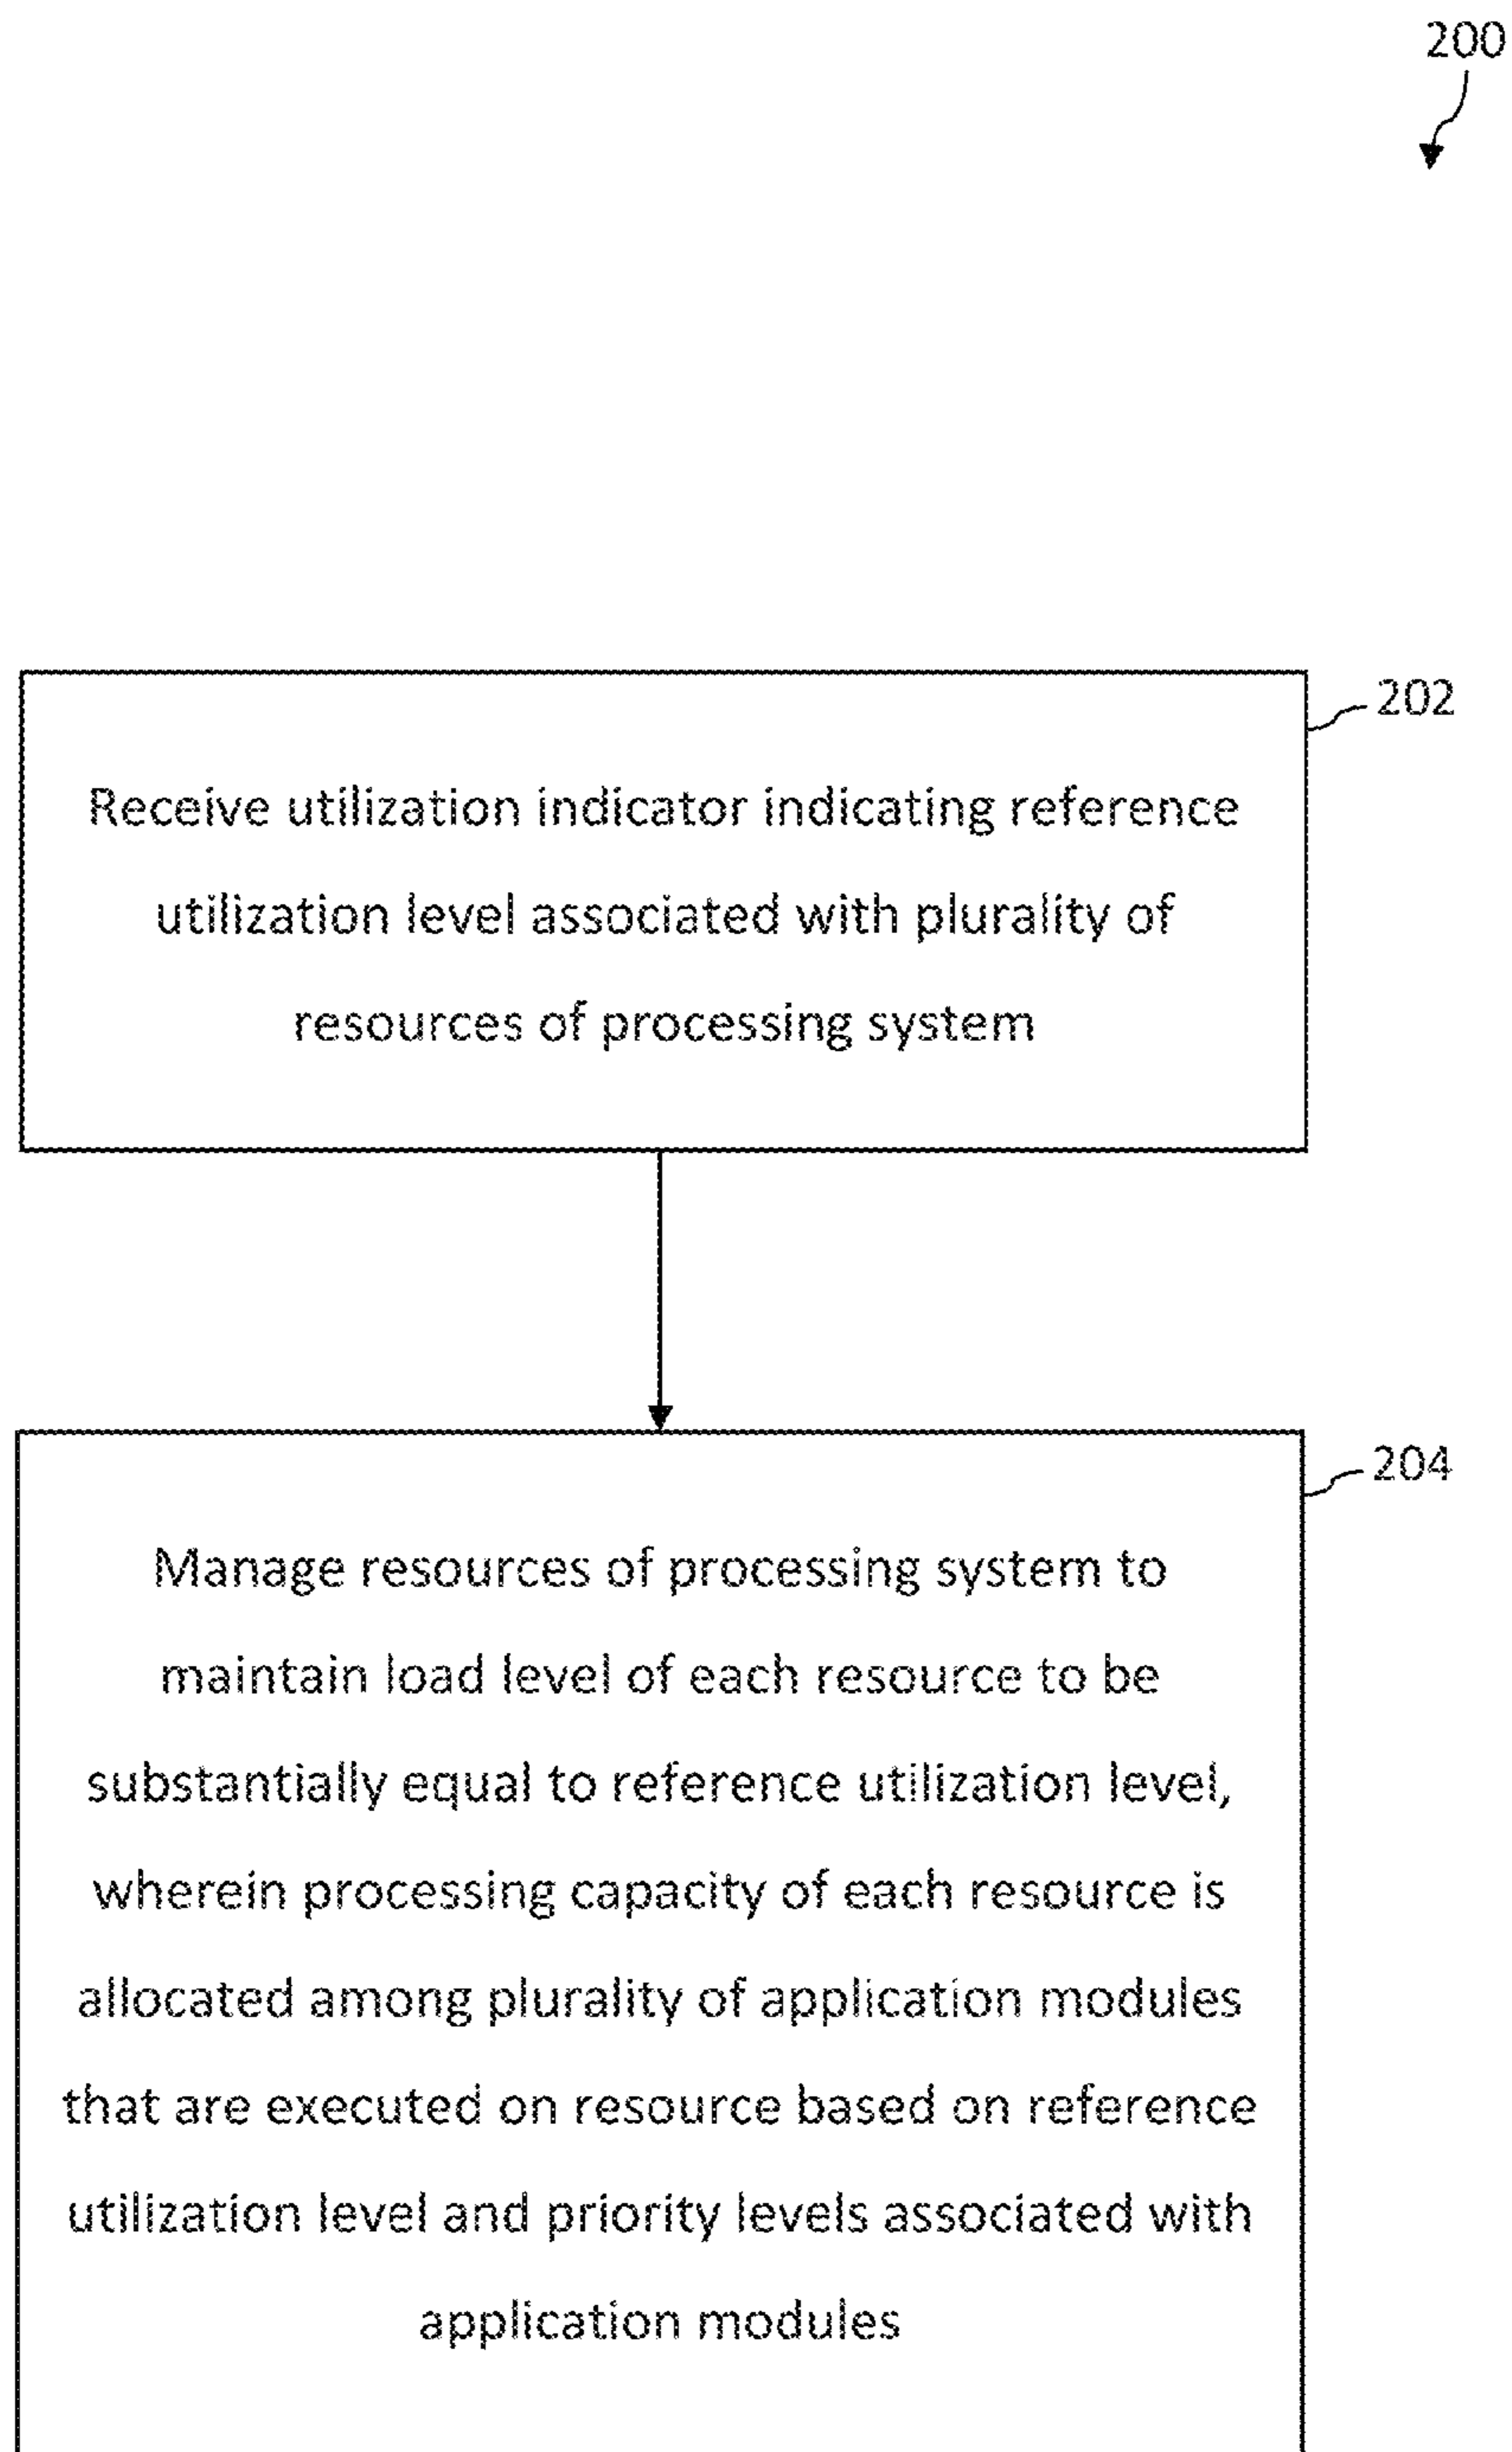 200
202
Receive utilization indicator indicating reference
utilization level associated with plurality of
resources of processing system
204
Manage resources of processing system to
maintain load level of each resource to be
substantially equal to reference utilization level,
wherein processing capacity of each resource is
allocated among plurality of application modules
that are executed on resource based on reference
utilization level and priority levels associated with
application modules